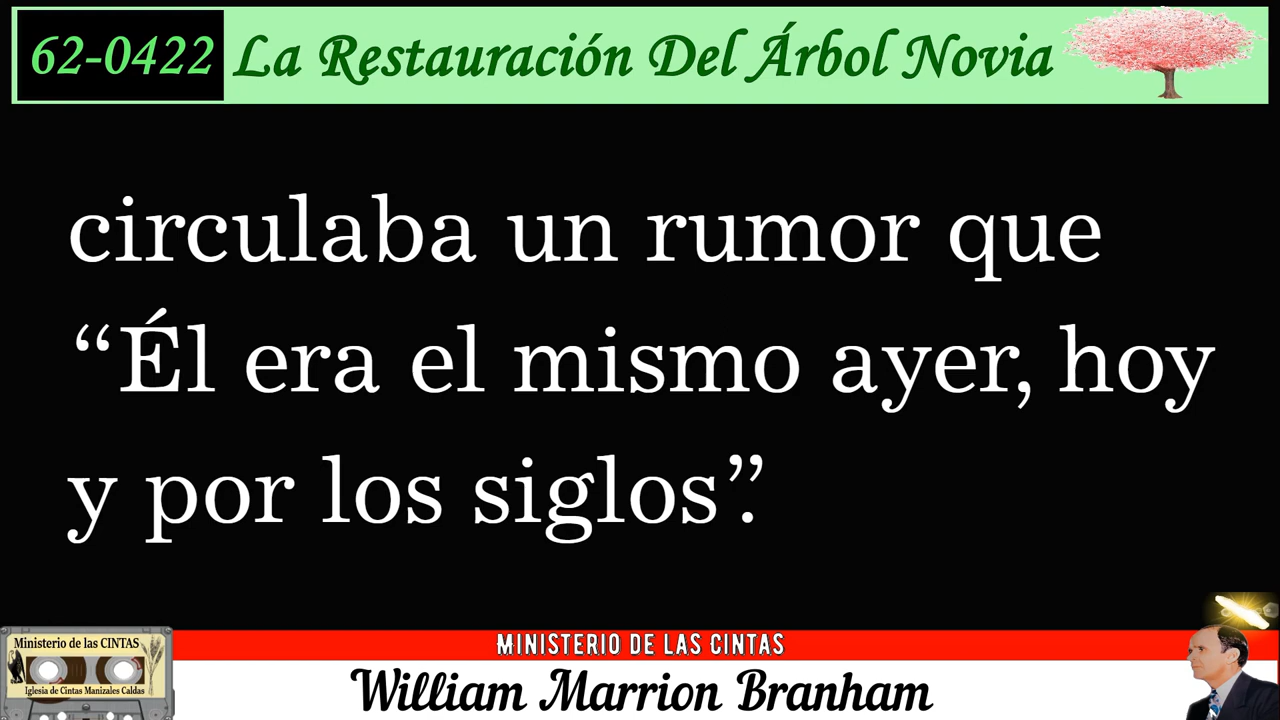 62-0422 La Restauración Del Árbol Novia
circulaba un rumor que
“Él era el mismo ayer, hoy
y por los siglos”.
MINISTERIO DE LAS CINTAS
Ministerio de las CINTAS
Iglesia de Cintas Manizales Caldas
William Marrion Branham